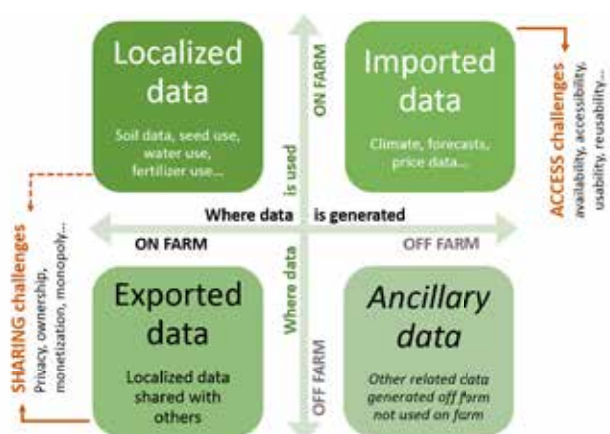 Localized
data
Soil data, seed use,
water use,
fertilizer use...
ON FARM
is used
Imported
data
Climate, forecasts,
price data...
ACCESS challenges
availability, accessibility,
usability, reusability...
Where data is generated
ON FARM
OFF FARM
SHARING challenges
Privacy, ownership,
monetization, monopoly...
Exported
data
Localized data
shared with
others
Where data
OFF FARM
Ancillary
data
Other related data
generated off farm
not used on farm